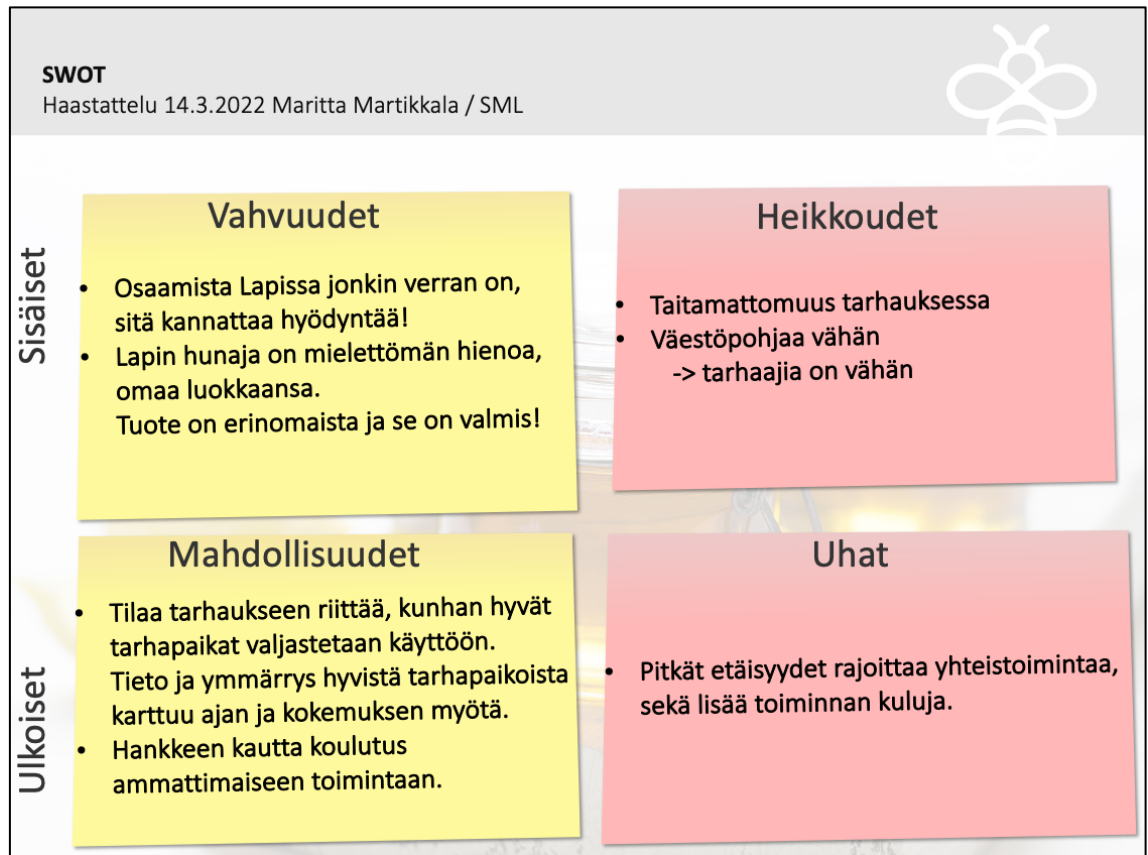 SWOT
Haastattelu 14.3.2022 Maritta Martikkala / SML
Sisäiset
Vahvuudet
• Osaamista Lapissa jonkin verran on,
sitä kannattaa hyödyntää!
• Lapin hunaja on mielettömän hienoa,
omaa luokkaansa.
Tuote on erinomaista ja se on valmis!
Heikkoudet
• Taitamattomuus tarhauksessa
• Väestöpohjaa vähän
-> tarhaajia on vähän
Ulkoiset
Mahdollisuudet
• Tilaa tarhaukseen riittää, kunhan hyvät
tarhapaikat valjastetaan käyttöön.
Tieto ja ymmärrys hyvistä tarhapaikoista
karttuu ajan ja kokemuksen myötä.
• Hankkeen kautta koulutus
ammattimaiseen toimintaan.
Uhat
• Pitkät etäisyydet rajoittaa yhteistoimintaa,
sekä lisää toiminnan kuluja.